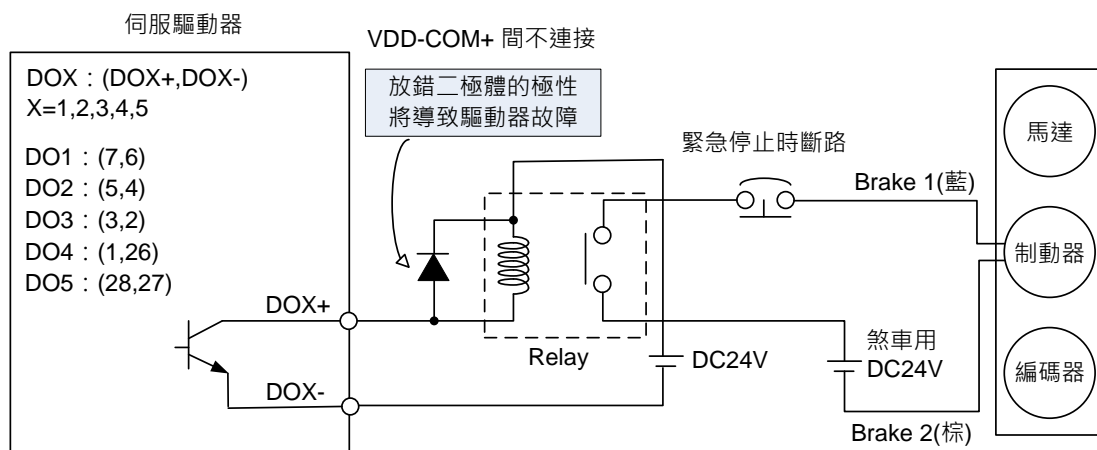 伺服驅動器
DOX：(DOX+,DOX-)
X=1,2,3,4,5
DO1：(7,6)
DO2：(5,4)
DO3：(3,2)
DO4：(1,26)
DO5：(28,27)
VDD-COM+ 間不連接
放錯二極體的極性
將導致驅動器故障
緊急停止時斷路
Brake 1(藍)
馬達
制動器
編碼器
DOX+
DOX-
Relay
DC24V
煞車用
DC24V
Brake 2(棕)